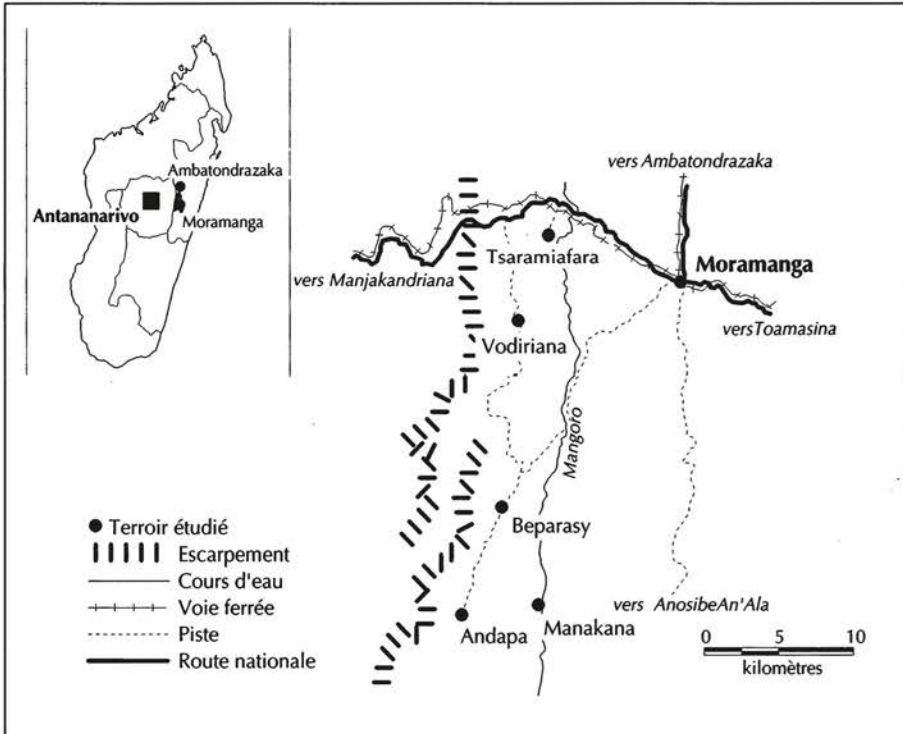 Ambatondrazaka
Antananarivo
Moramanga
vers Ambatondrazaka
Tsaramiafara
Moramanga
vers Manjakandriana
versToamasina
Vodiriana
Mangoro
Beparasy
vers AnosibeAn'Ala
Andapa
Manakana
Terroir étudié
Escarpement
Cours d'eau
Voie ferrée
Piste
Route nationale
0 5 10
kilomètres